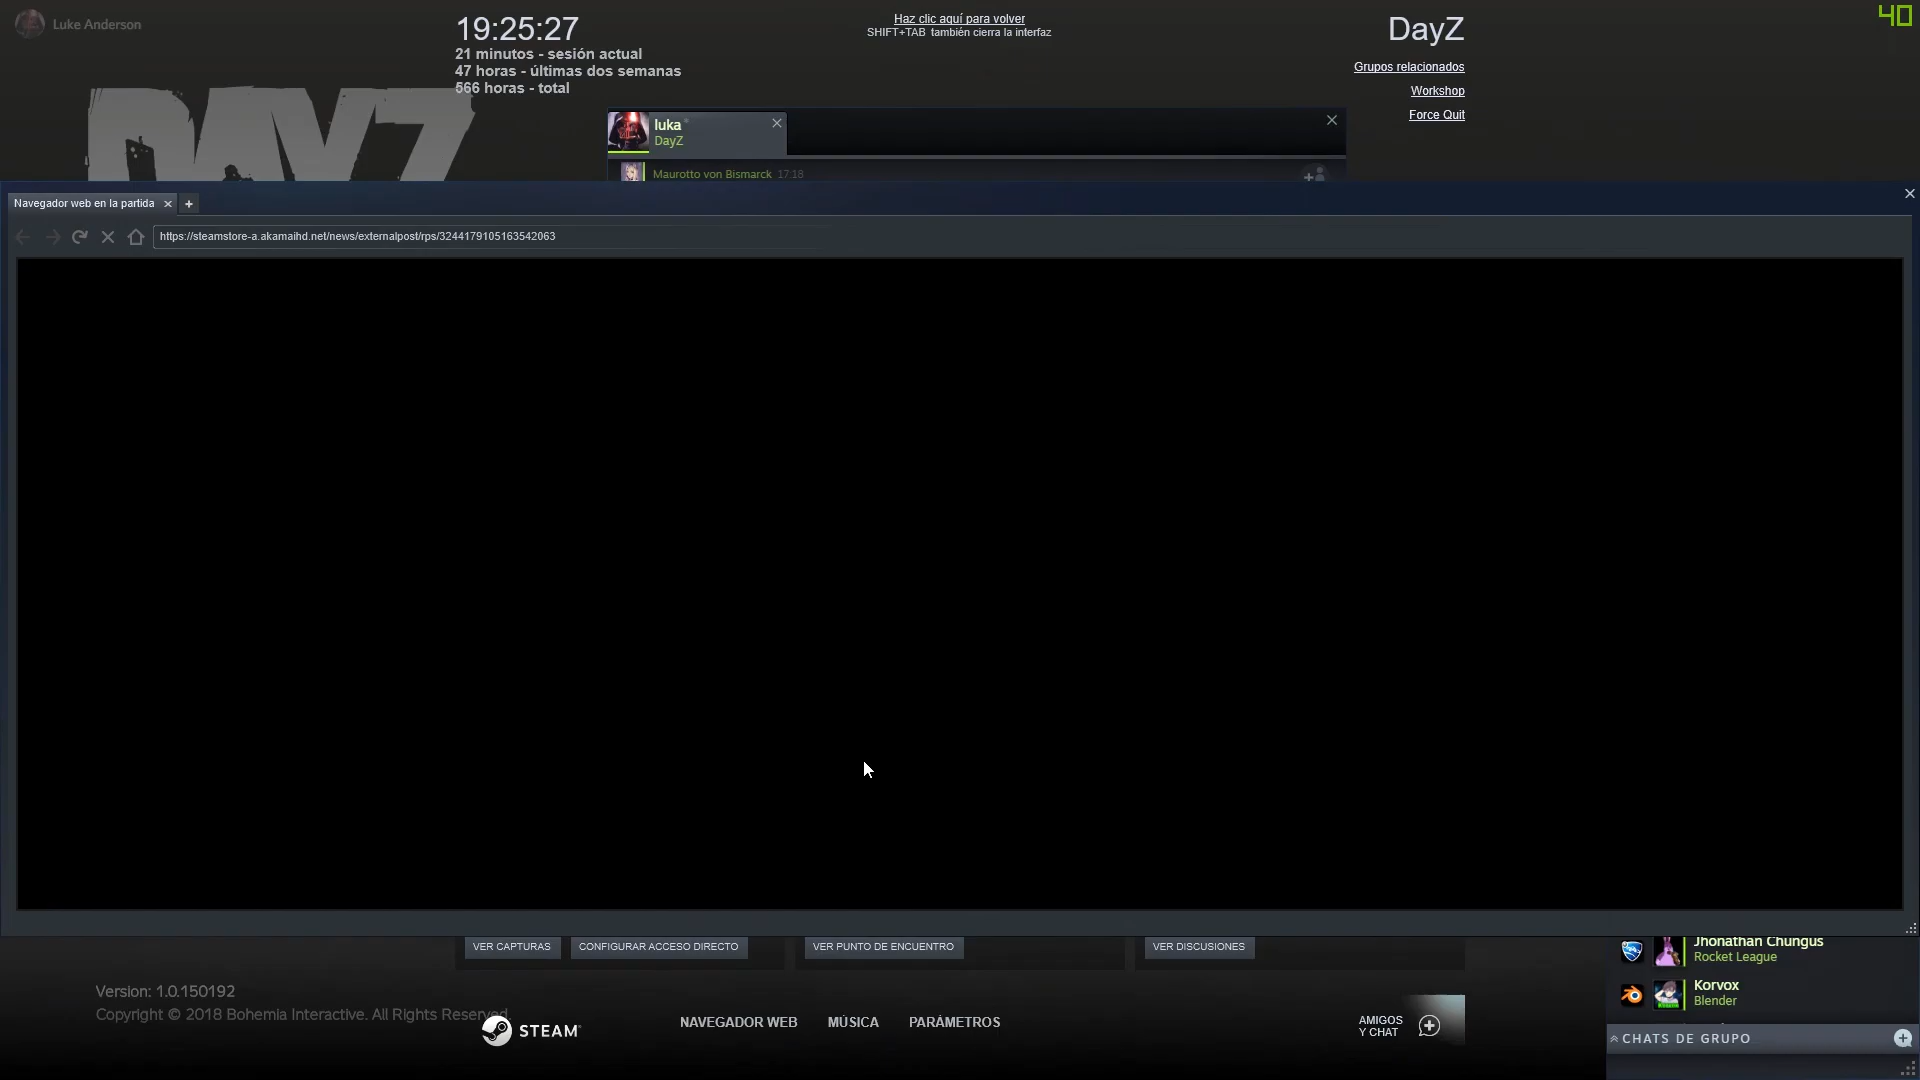 Luke Anderson
19:25:27
21 minutos - sesión actual
47 horas - últimas dos semanas
566 horas - total
Haz clic aquí para volver
SHIFT+TAB también cierra la interfaz
DayZ
Grupos relacionados
Workshop
Force Quit
40
DAYZ
luka
DayZ
Maurotto von Bismarck 17:18
Navegador web en la partida
https://steamstore-a.akamaihd.net/news/externalpost/rps/3244179105163542063
VER CAPTURAS
CONFIGURAR ACCESO DIRECTO
VER PUNTO DE ENCUENTRO
VER DISCUSIONES
Jhonathan Chungus
Rocket League
Korvox
Blender
Version: 1.0.150192
Copyright © 2018 Bohemia Interactive. All Rights Reserved.
STEAM
NAVEGADOR WEB
MÚSICA
PARÁMETROS
AMIGOS
Y CHAT
CHATS DE GRUPO